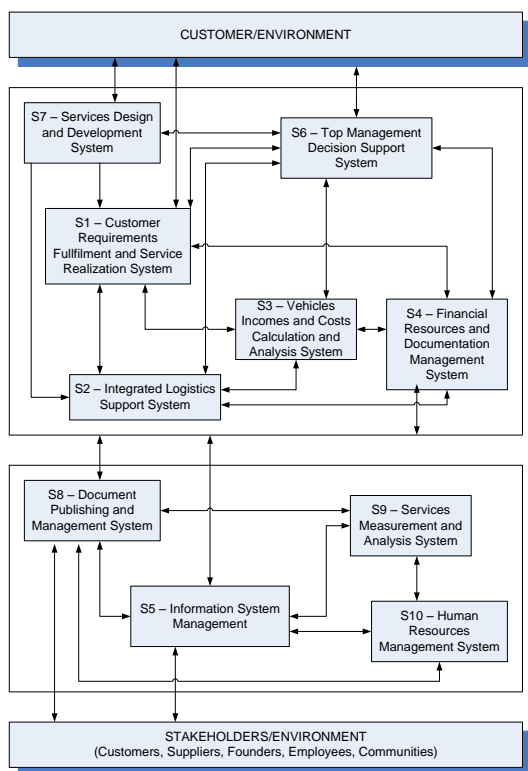 CUSTOMER/ENVIRONMENT
S7 – Services Design
and Development
System
S6 – Top Management
Decision Support
System
S1 – Customer
Requirements
Fullfilment and Service
Realization System
S3 – Vehicles
Incomes and Costs
Calculation and
Analysis System
S4 – Financial
Resources and
Documentation
Management
System
S2 – Integrated Logistics
Support System
S8 – Document
Publishing and
Management System
S9 – Services
Measurement and
Analysis System
S5 – Information System
Management
S10 – Human
Resources
Management System
STAKEHOLDERS/ENVIRONMENT
(Customers, Suppliers, Founders, Employees, Communities)